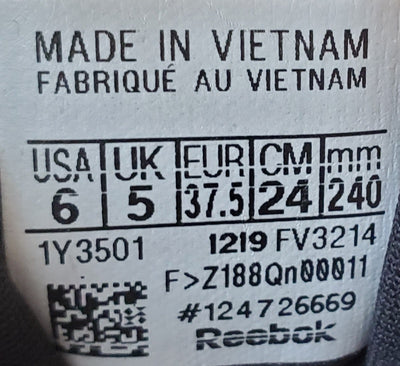 MADE IN VIETNAM
FABRIQUÉ AU VIETNAM
USA UK EUR CM mm
6 5 37.5 24 240
1Y3501 1219 FV3214
F>Z188Qn00011
#124726669
Reebok